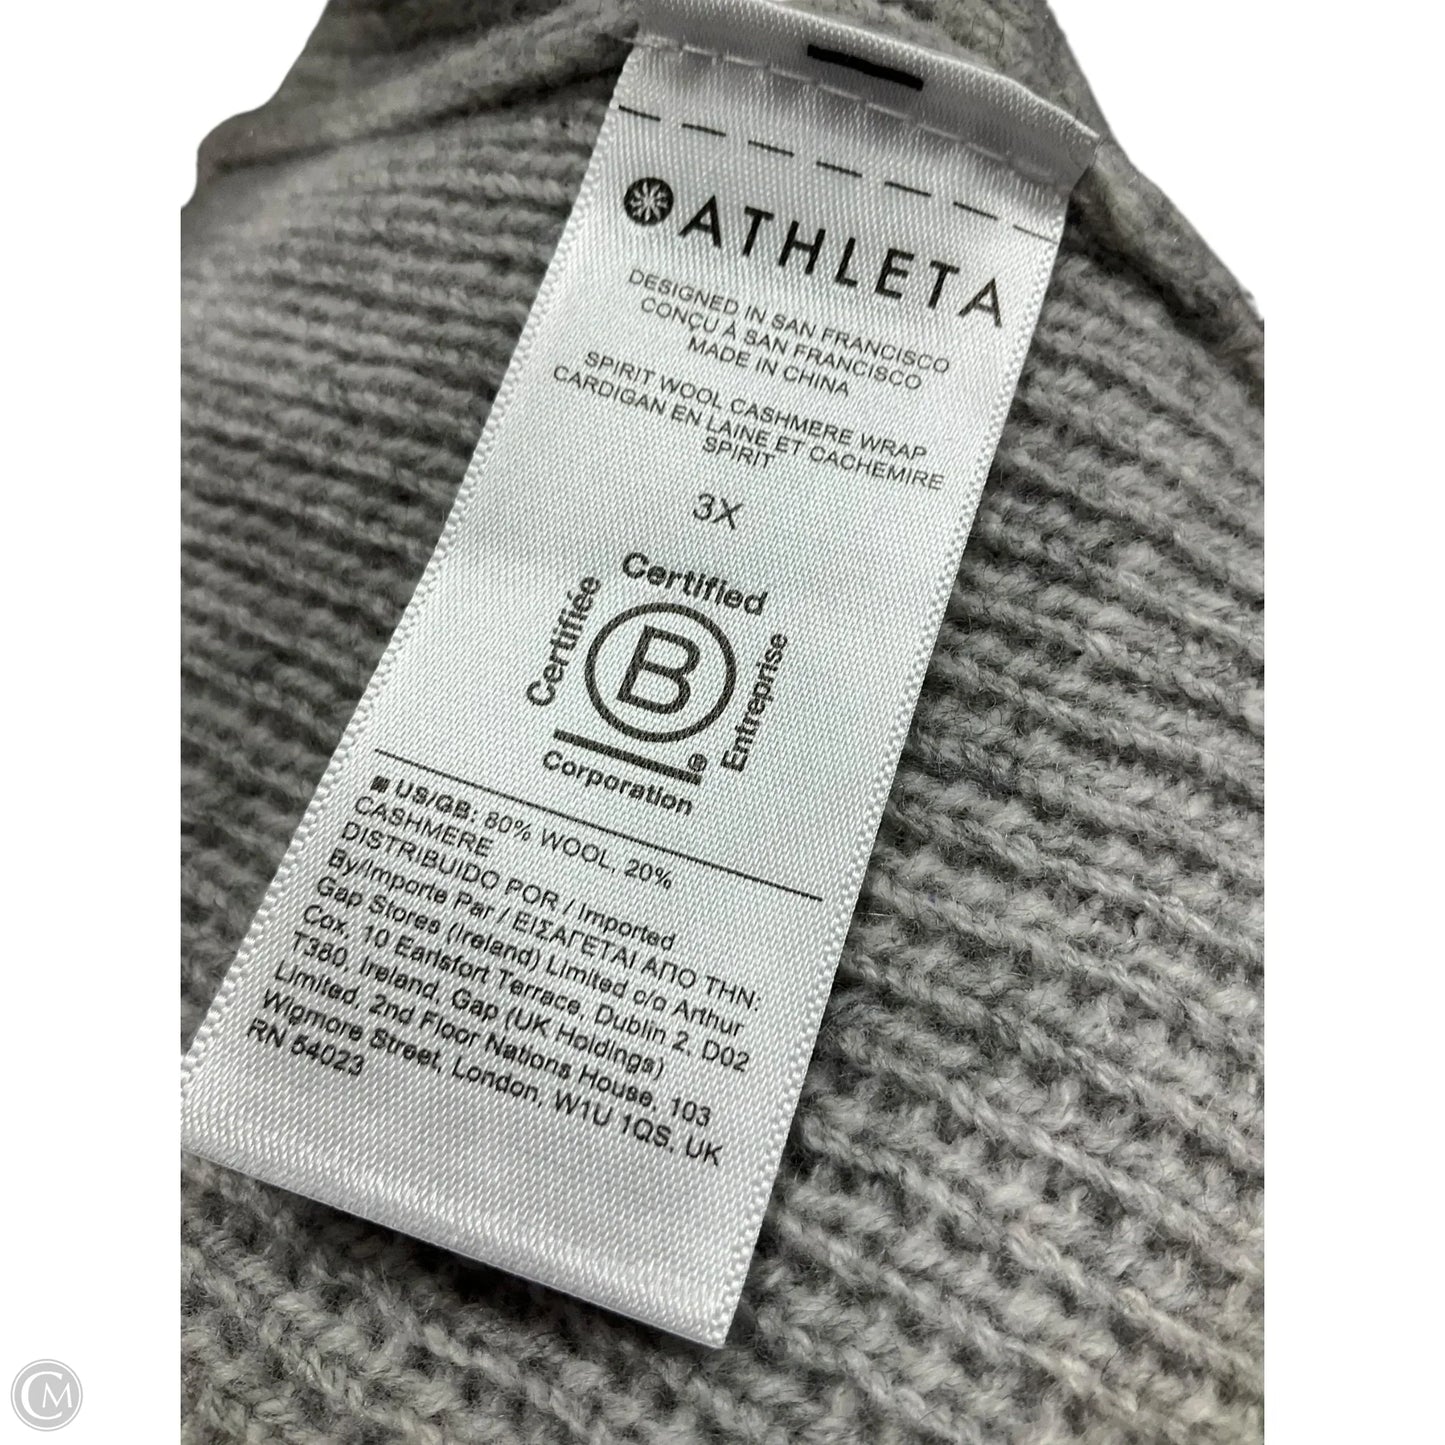 ATHLETA
DESIGNED IN SAN FRANCISCO
CONÇU À SAN FRANCISCO
MADE IN CHINA
SPIRIT WOOL CASHMERE WRAP
CARDIGAN EN LAINE ET CACHEMIRE
SPIRIT
3X
Certified
Certifiée
B
Entreprise
®
Corporation
US/GB: 80% WOOL, 20%
CASHMERE
DISTRIBUIDO POR / Imported
By/Importe Par / ΕΙΣΑΓΕΤΑΙ ΑΠΟ ΤΗΝ:
Gap Stores (Ireland) Limited c/o Arthur
Cox, 10 Earlsfort Terrace, Dublin 2, D02
T380, Ireland, Gap (UK Holdings)
Limited, 2nd Floor Nations House, 103
Wigmore Street, London, W1U 1QS, UK
RN 54023
CM